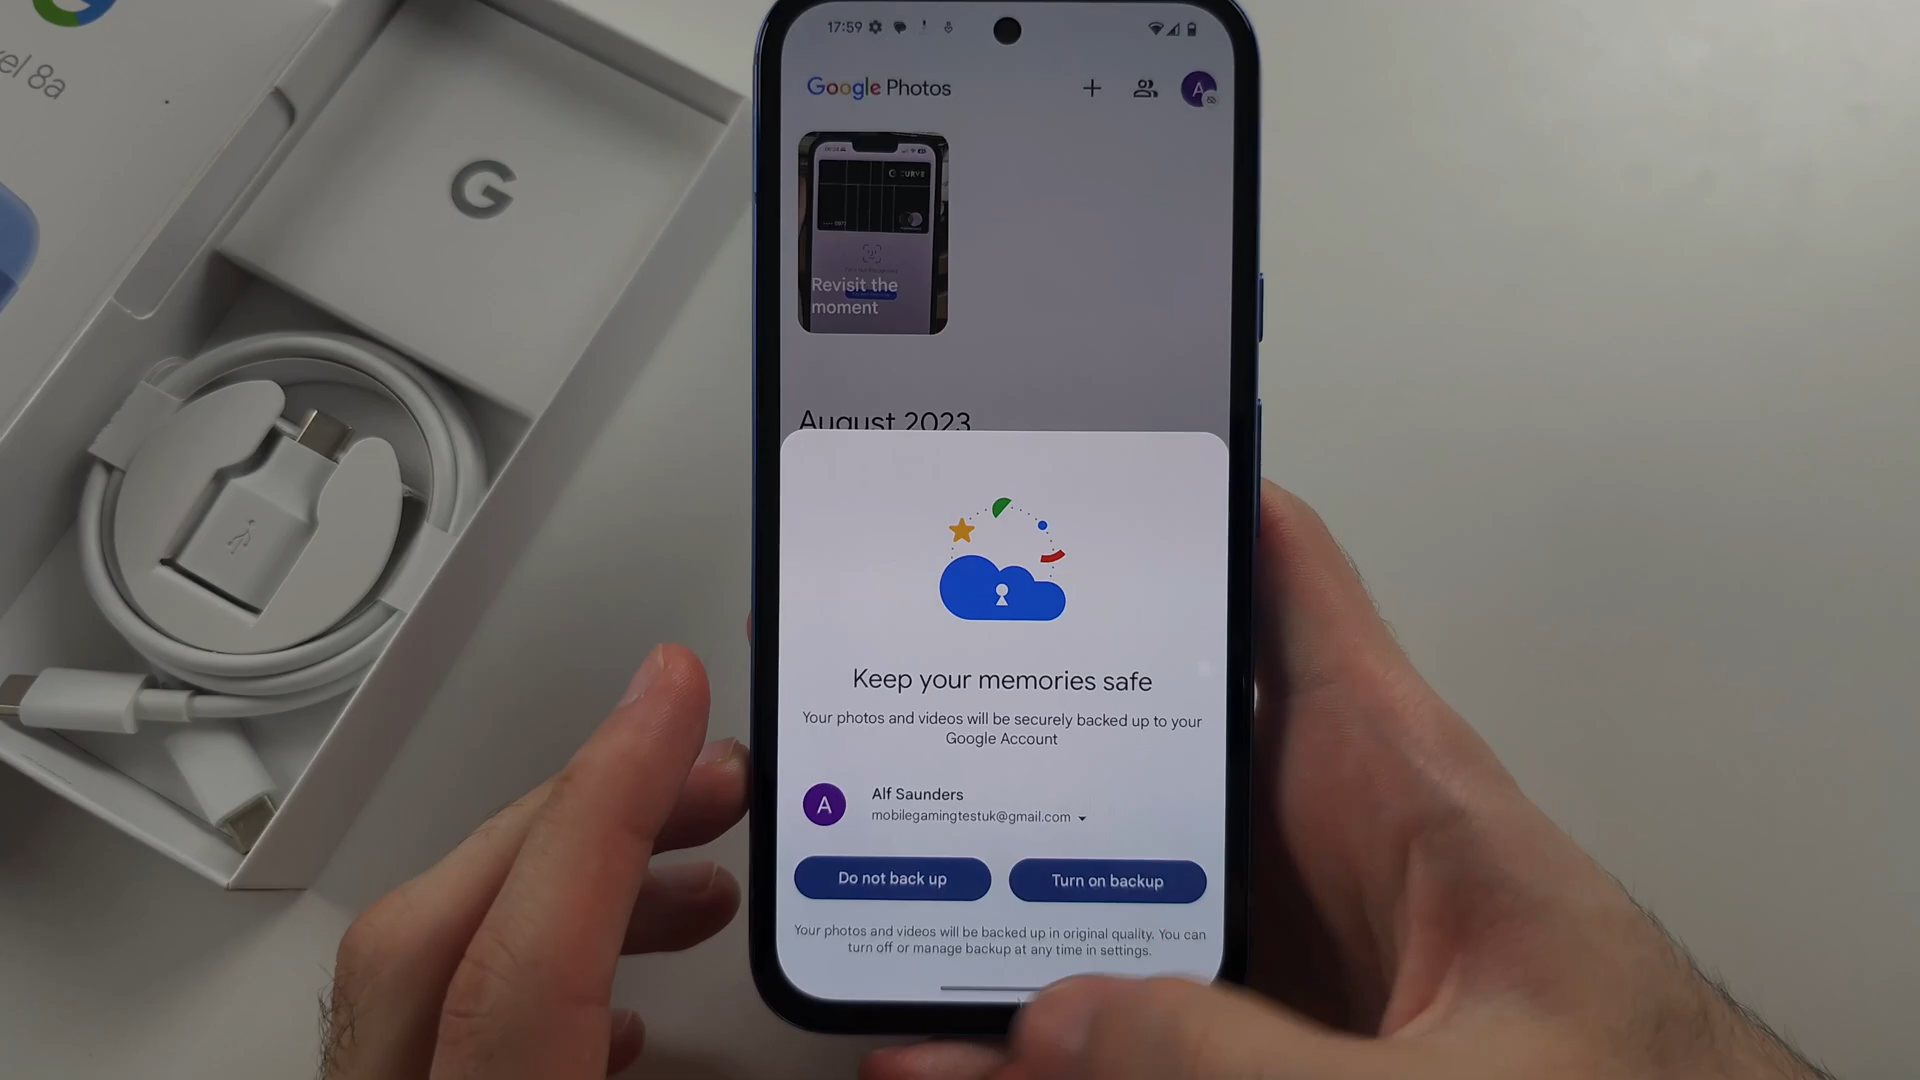 el 8a
G
17:59
Google Photos
A
CURVE
Revisit the
moment
August 2023
Keep your memories safe
Your photos and videos will be securely backed up to your
Google Account
A
Alf Saunders
mobilegamingtestuk@gmail.com
Do not back up
Turn on backup
Your photos and videos will be backed up in original quality. You can
turn off or manage backup at any time in settings.